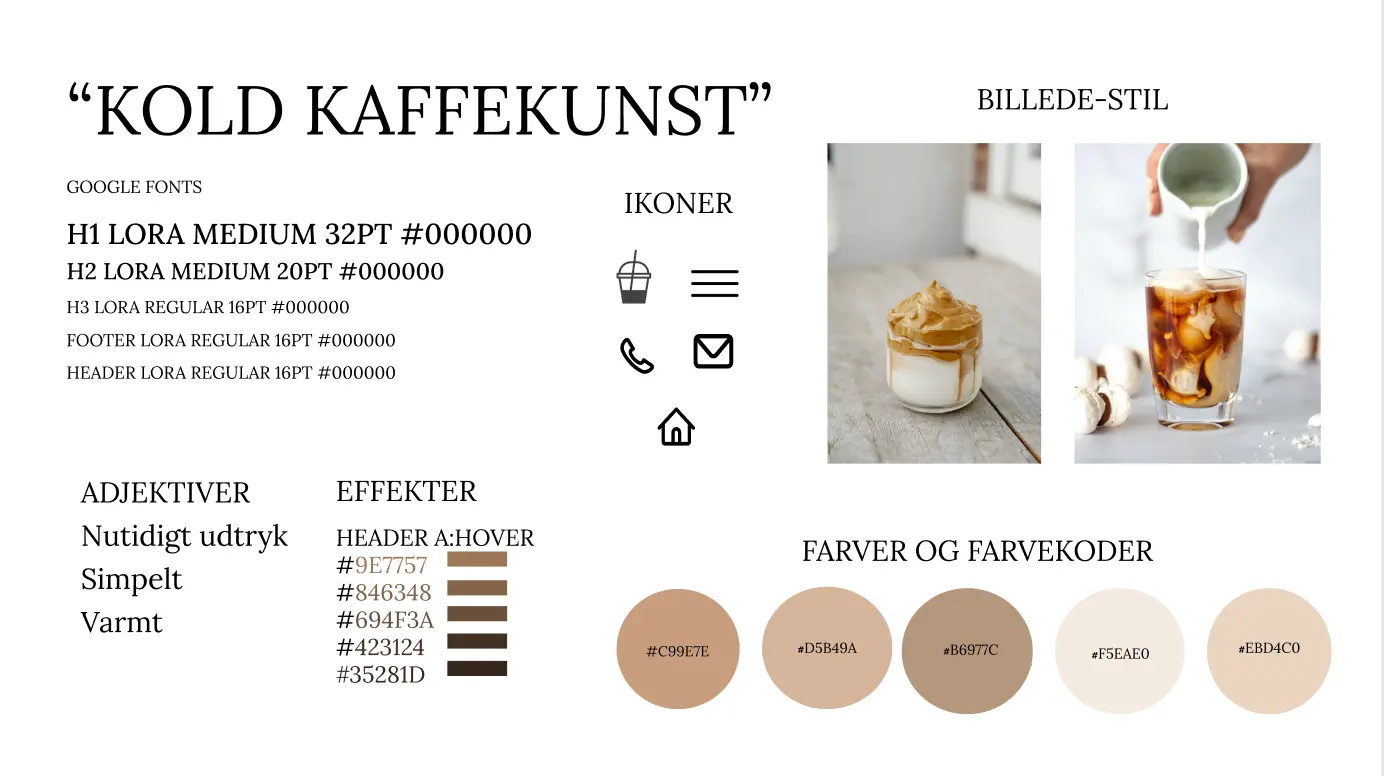 “KOLD KAFFEKUNST”
GOOGLE FONTS
H1 LORA MEDIUM 32PT #000000
H2 LORA MEDIUM 20PT #000000
H3 LORA REGULAR 16PT #000000
FOOTER LORA REGULAR 16PT #000000
HEADER LORA REGULAR 16PT #000000
IKONER
BILLEDE-STIL
ADJEKTIVER
Nutidigt udtryk
Simpelt
Varmt
EFFEKTER
HEADER A:HOVER
#9E7757
#846348
#694F3A
#423124
#35281D
FARVER OG FARVEKODER
#C99E7E
#D5B49A
#B6977C
#F5EAE0
#EBD4C0